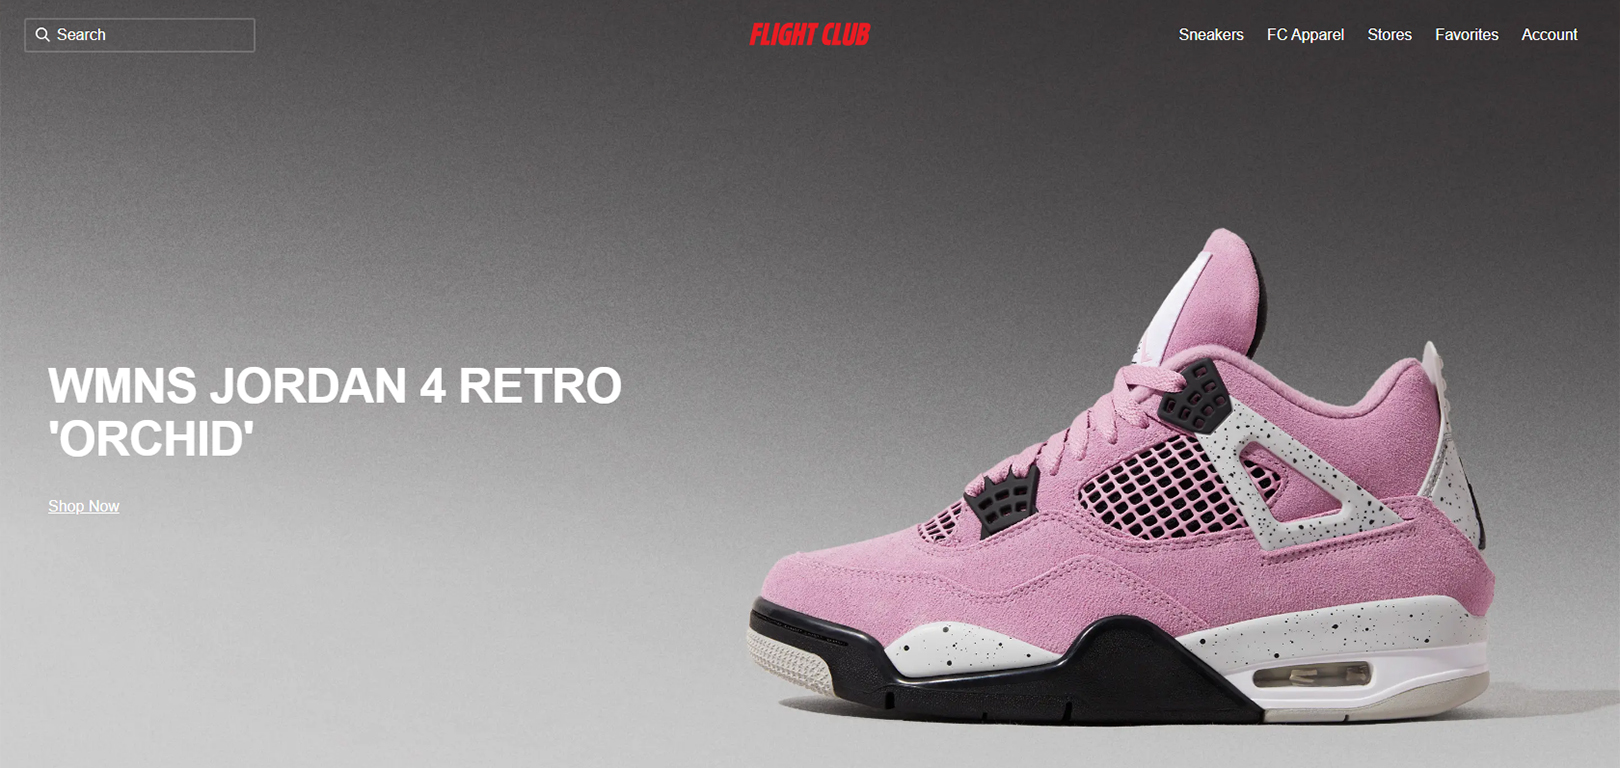 Search
FLIGHT CLUB
Sneakers FC Apparel Stores Favorites Account
WMNS JORDAN 4 RETRO
'ORCHID'
Shop Now